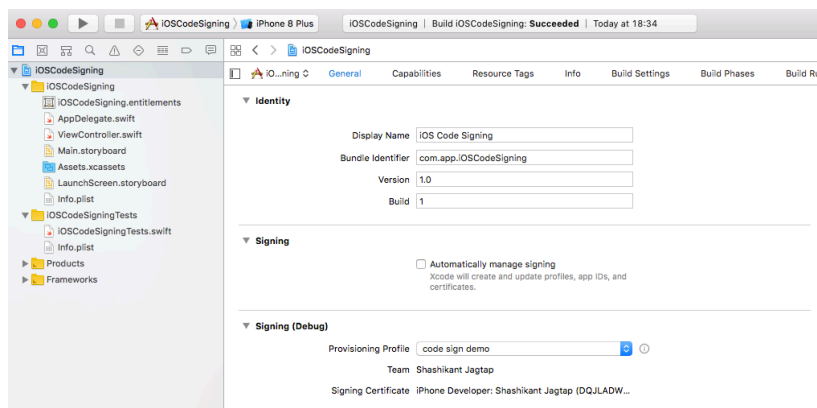 iOSCodeSigning iPhone 8 Plus iOSCodeSigning | Build iOSCodeSigning: Succeeded | Today at 18:34
iOSCodeSigning
iOSCodeSigning
iOSCodeSigning
iOSCodeSigning.entitlements
AppDelegate.swift
ViewController.swift
Main.storyboard
Assets.xcassets
LaunchScreen.storyboard
Info.plist
iOSCodeSigningTests
iOSCodeSigningTests.swift
Info.plist
Products
Frameworks
iO...ning General Capabilities Resource Tags Info Build Settings Build Phases Build Ru
Identity
Display Name iOS Code Signing
Bundle Identifier com.app.iOSCodeSigning
Version 1.0
Build 1
Signing
Automatically manage signing
Xcode will create and update profiles, app IDs, and
certificates.
Signing (Debug)
Provisioning Profile code sign demo
Team Shashikant Jagtap
Signing Certificate iPhone Developer: Shashikant Jagtap (DQJLADW...